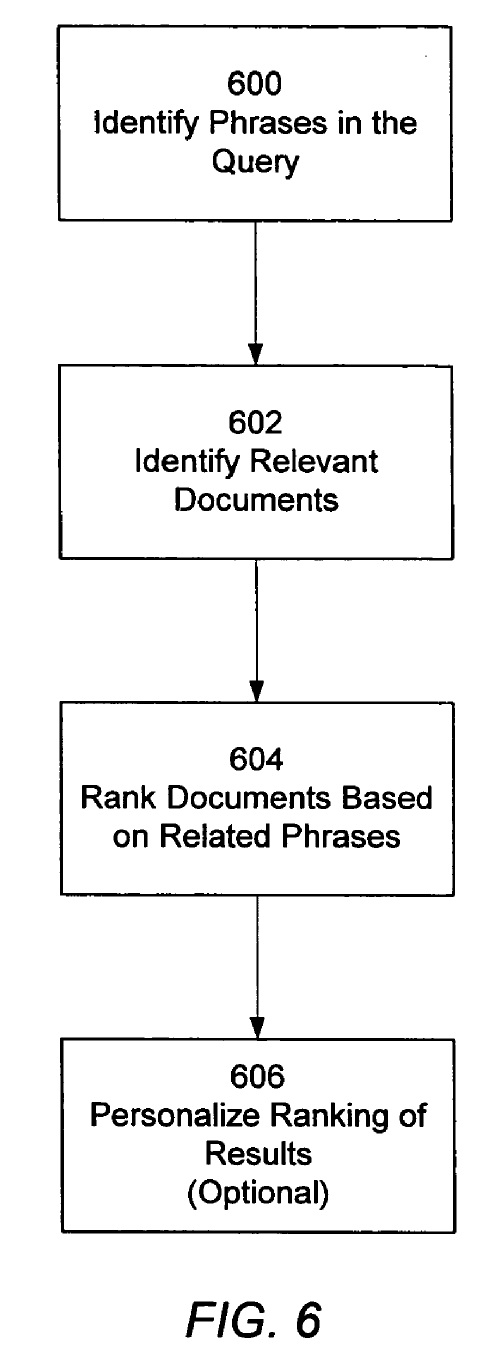 600
Identify Phrases in the
Query
602
Identify Relevant
Documents
604
Rank Documents Based
on Related Phrases
606
Personalize Ranking of
Results
(Optional)
FIG. 6